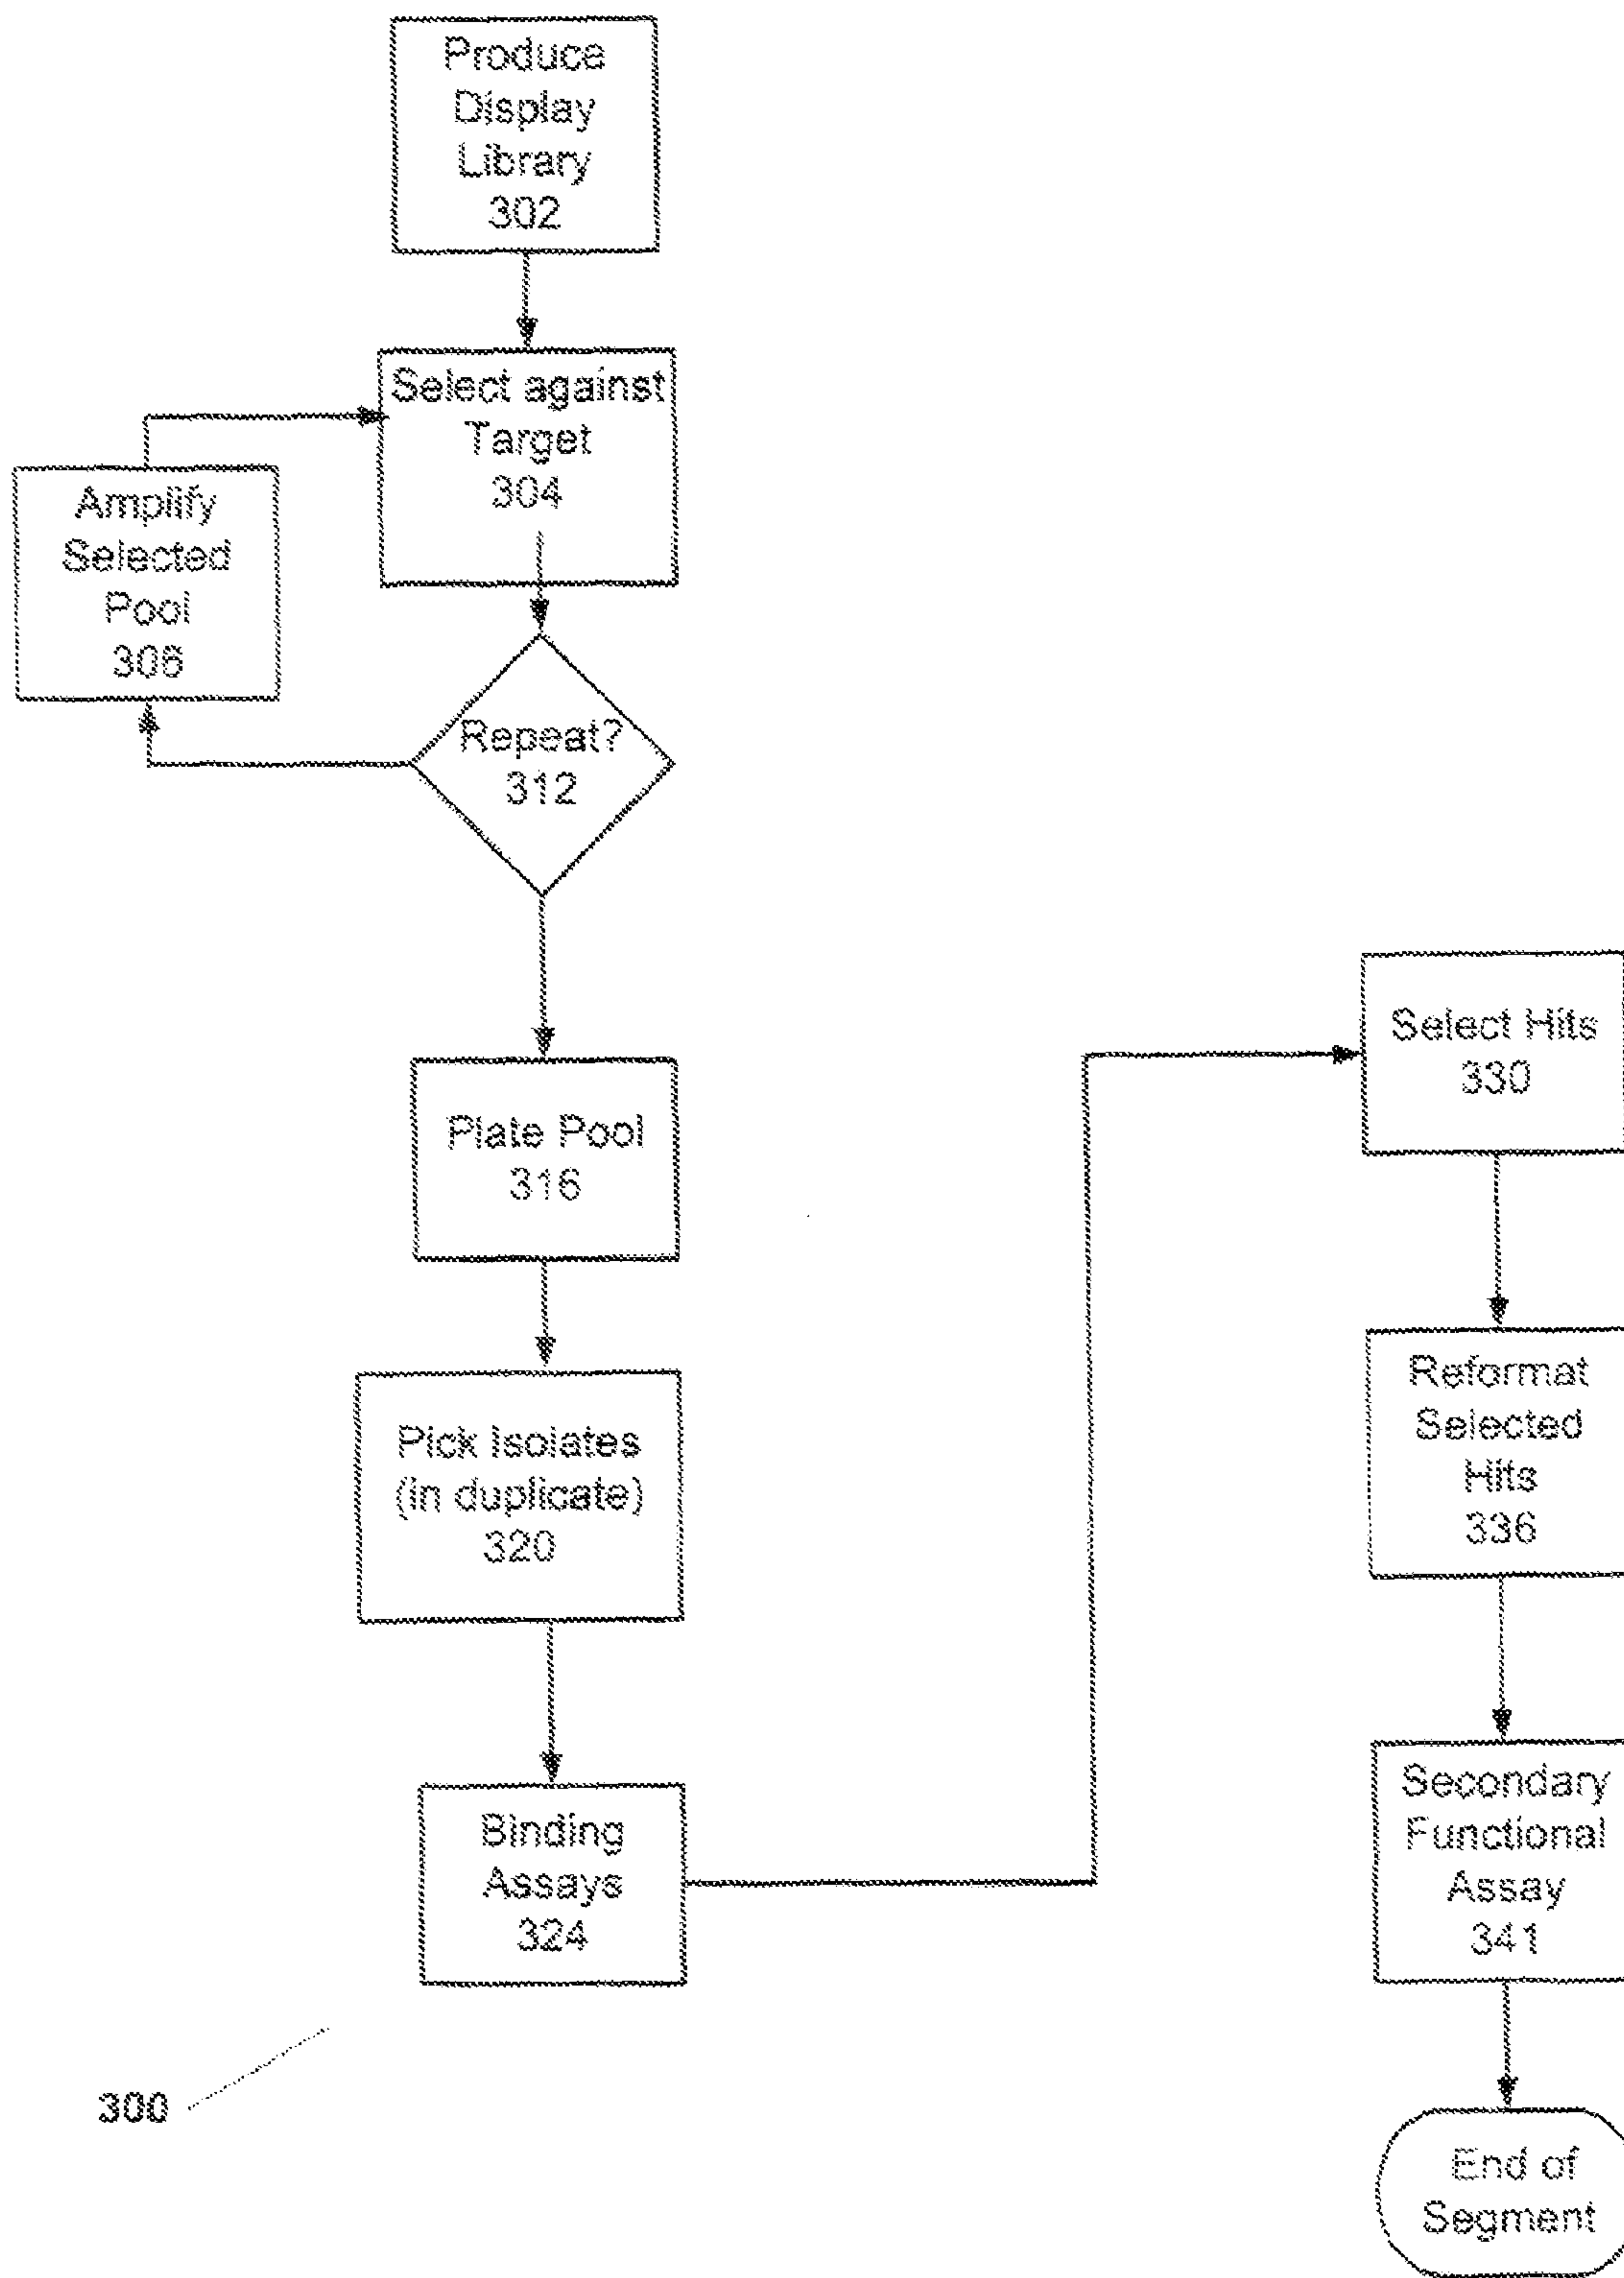 Produce
Display
Library
302
Select against
Target
304
Amplify
Selected
Pool
306
Repeat?
312
Plate Pool
316
Pick Isolates
(in duplicate)
320
Binding
Assays
324
Select Hits
330
Reformat
Selected
Hits
336
Secondary
Functional
Assay
341
End of
Segment
300